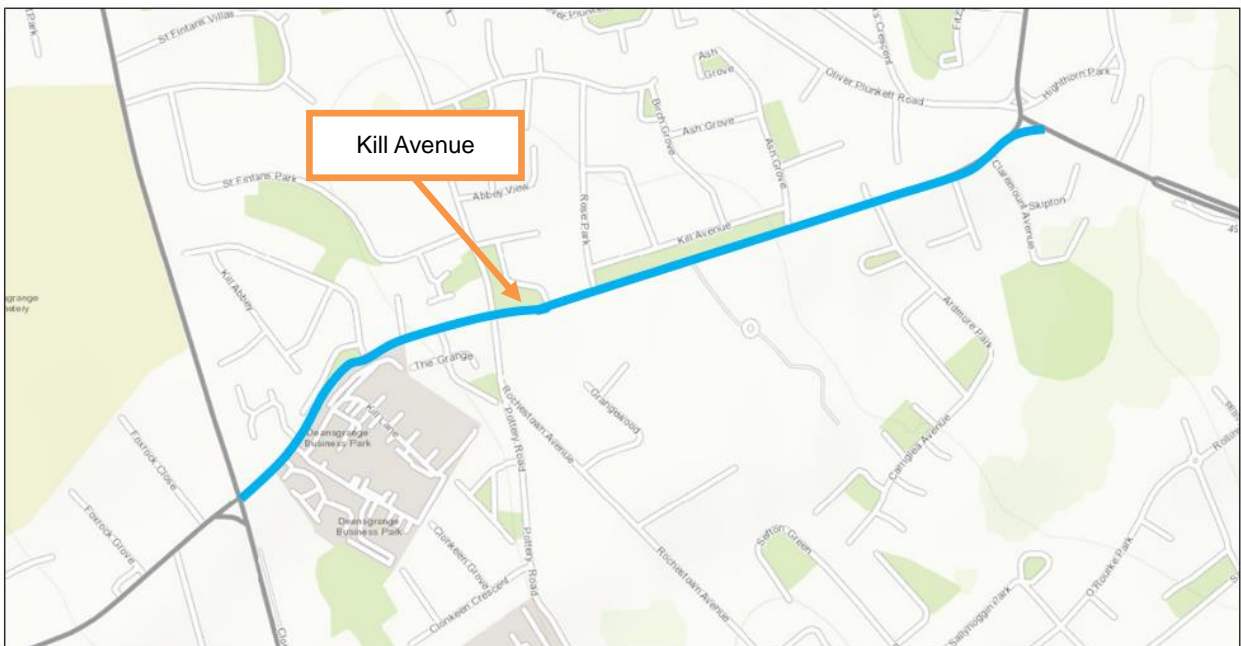 St Fintans Villas
Ash
Grove
Oliver Plunkett Road
Highthorn Park
Birch Grove
Ash Grove
Ash Grove
Kill Avenue
St Fintans Park
Abbey View
Rose Park
Claremount Avenue
Skipton
Kill Avenue
Kill Abbey
Ardmore Park
The Grange
Grangewood
Rochestown Avenue
Pottery Road
Kill Lane
Deansgrange
Business Park
Foxrock Close
Carriglea Avenue
Foxrock Grove
Deansgrange
Business Park
Clonkeen Grove
Pottery Road
Sefton Green
Rochestown Avenue
O'Rourke Park
Clonkeen Crescent
Sallynoggin Park